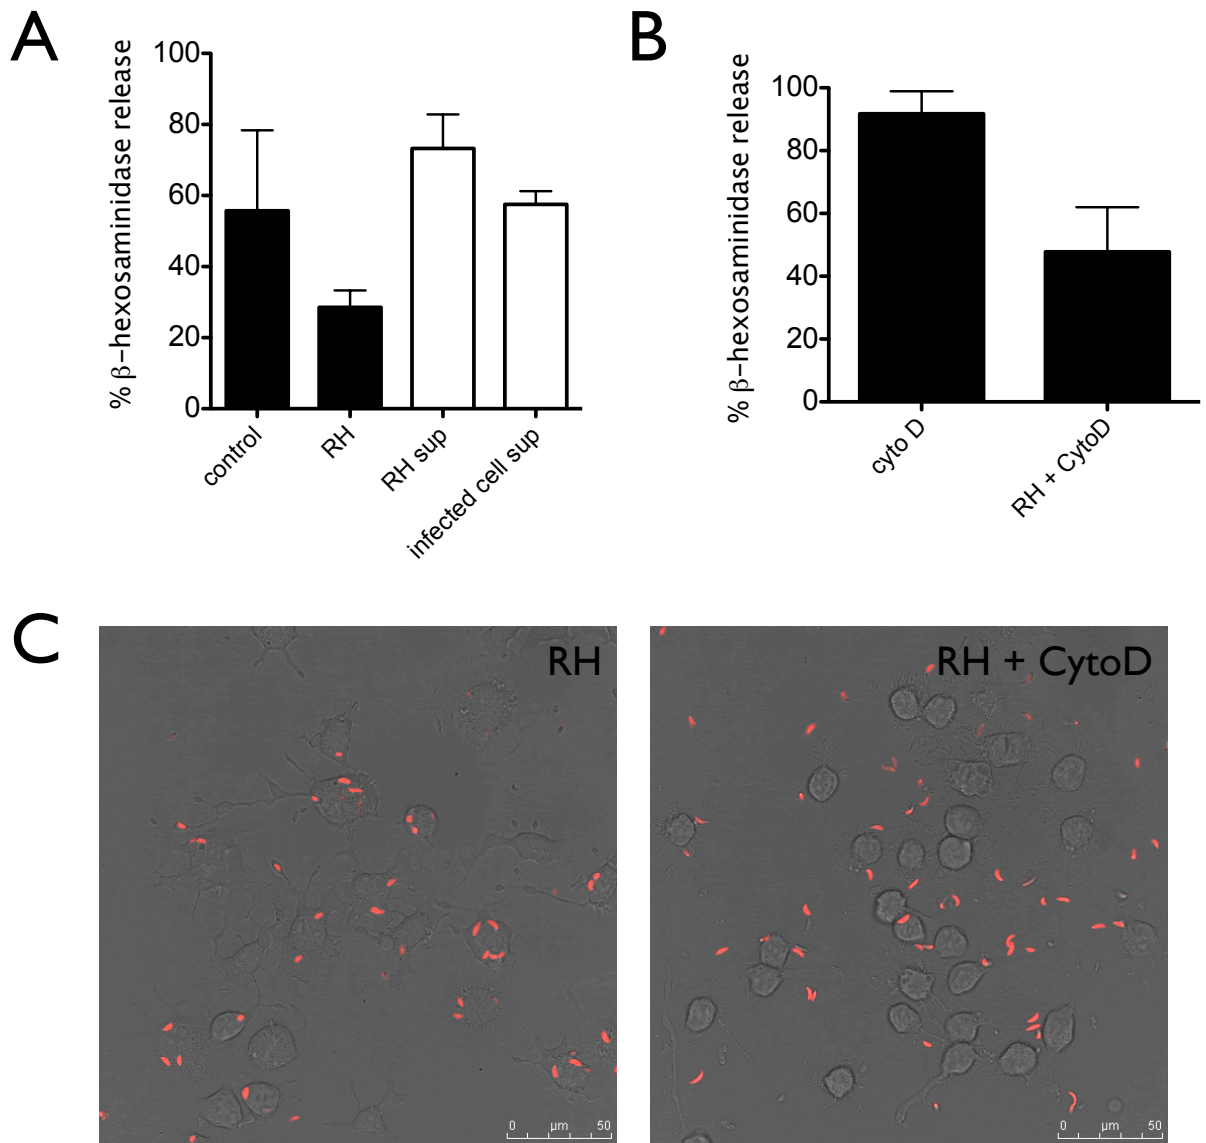 A
% β-hexosaminidase release
100
80
60
40
20
0
control
RH
RH sup
infected cell sup
B
% β-hexosaminidase release
100
80
60
40
20
0
cyto D
RH + CytoD
C
RH
0 µm 50
RH + CytoD
0 µm 50